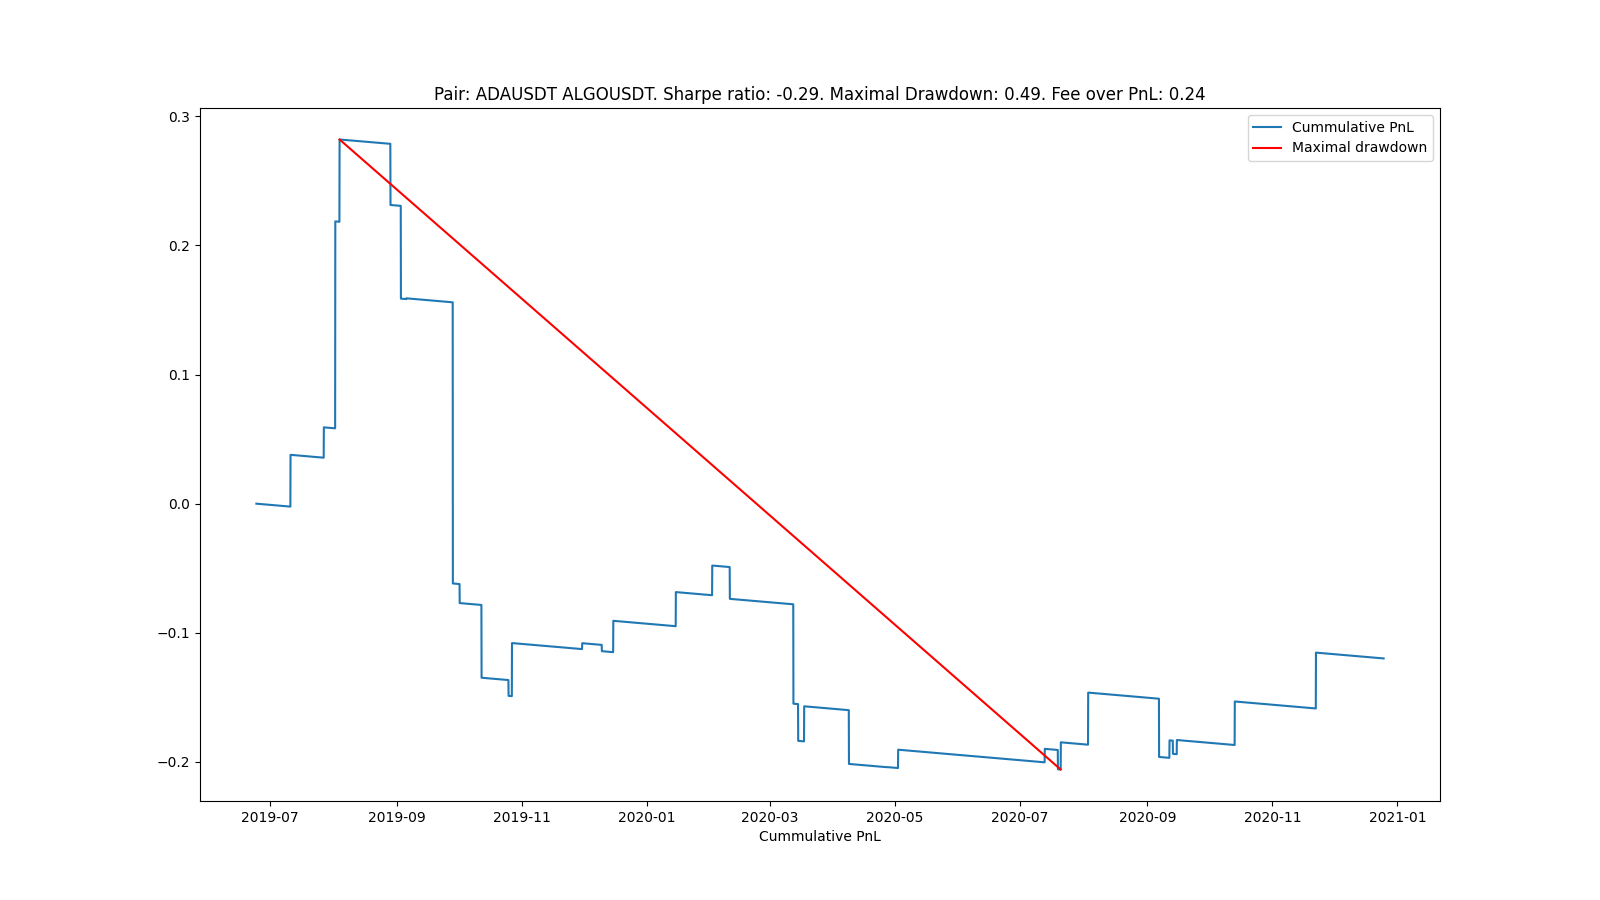 Pair: ADAUSDT ALGOUSDT. Sharpe ratio: -0.29. Maximal Drawdown: 0.49. Fee over PnL: 0.24
Cummulative PnL
Maximal drawdown
0.3
0.2
0.1
0.0
−0.1
−0.2
2019-07 2019-09 2019-11 2020-01 2020-03 2020-05 2020-07 2020-09 2020-11 2021-01
Cummulative PnL